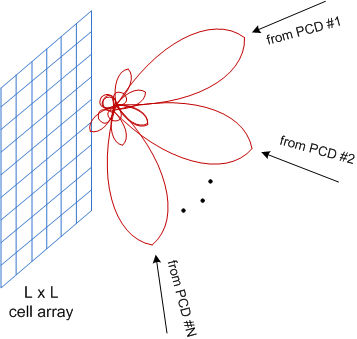 from PCD #1
from PCD #2
from PCD #N
L x L
cell array